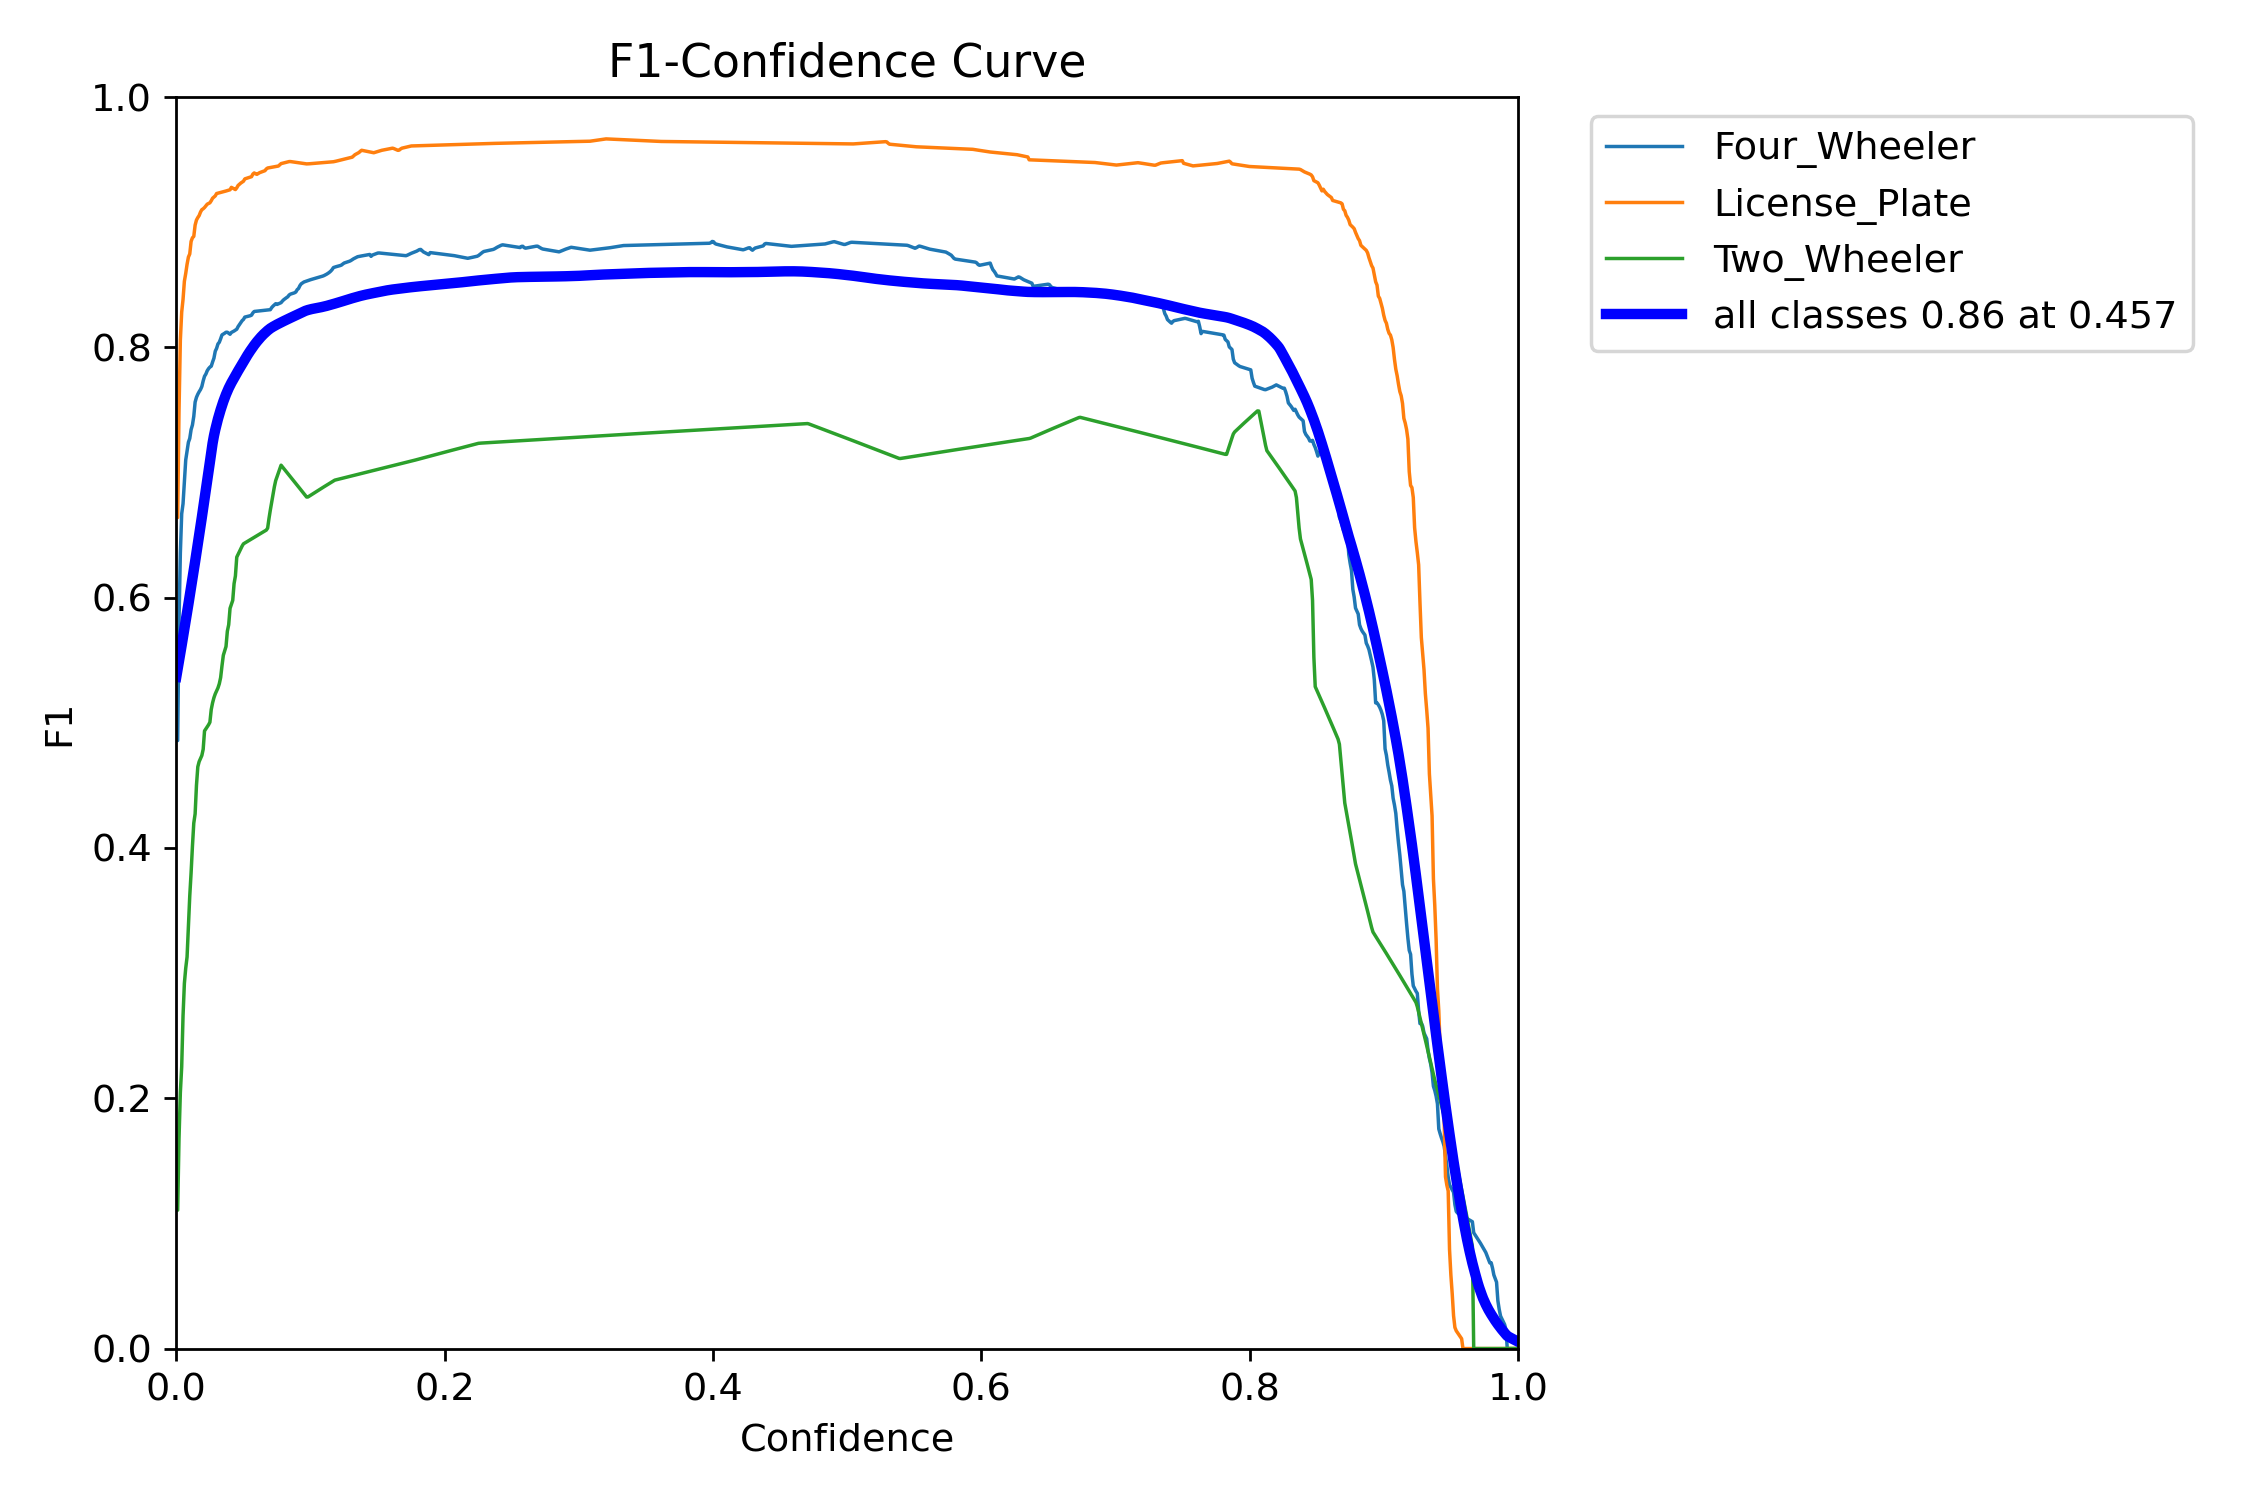 F1-Confidence Curve
1.0
0.8
0.6
0.4
0.2
0.0
F1
0.0 0.2 0.4 0.6 0.8 1.0
Confidence
Four_Wheeler
License_Plate
Two_Wheeler
all classes 0.86 at 0.457